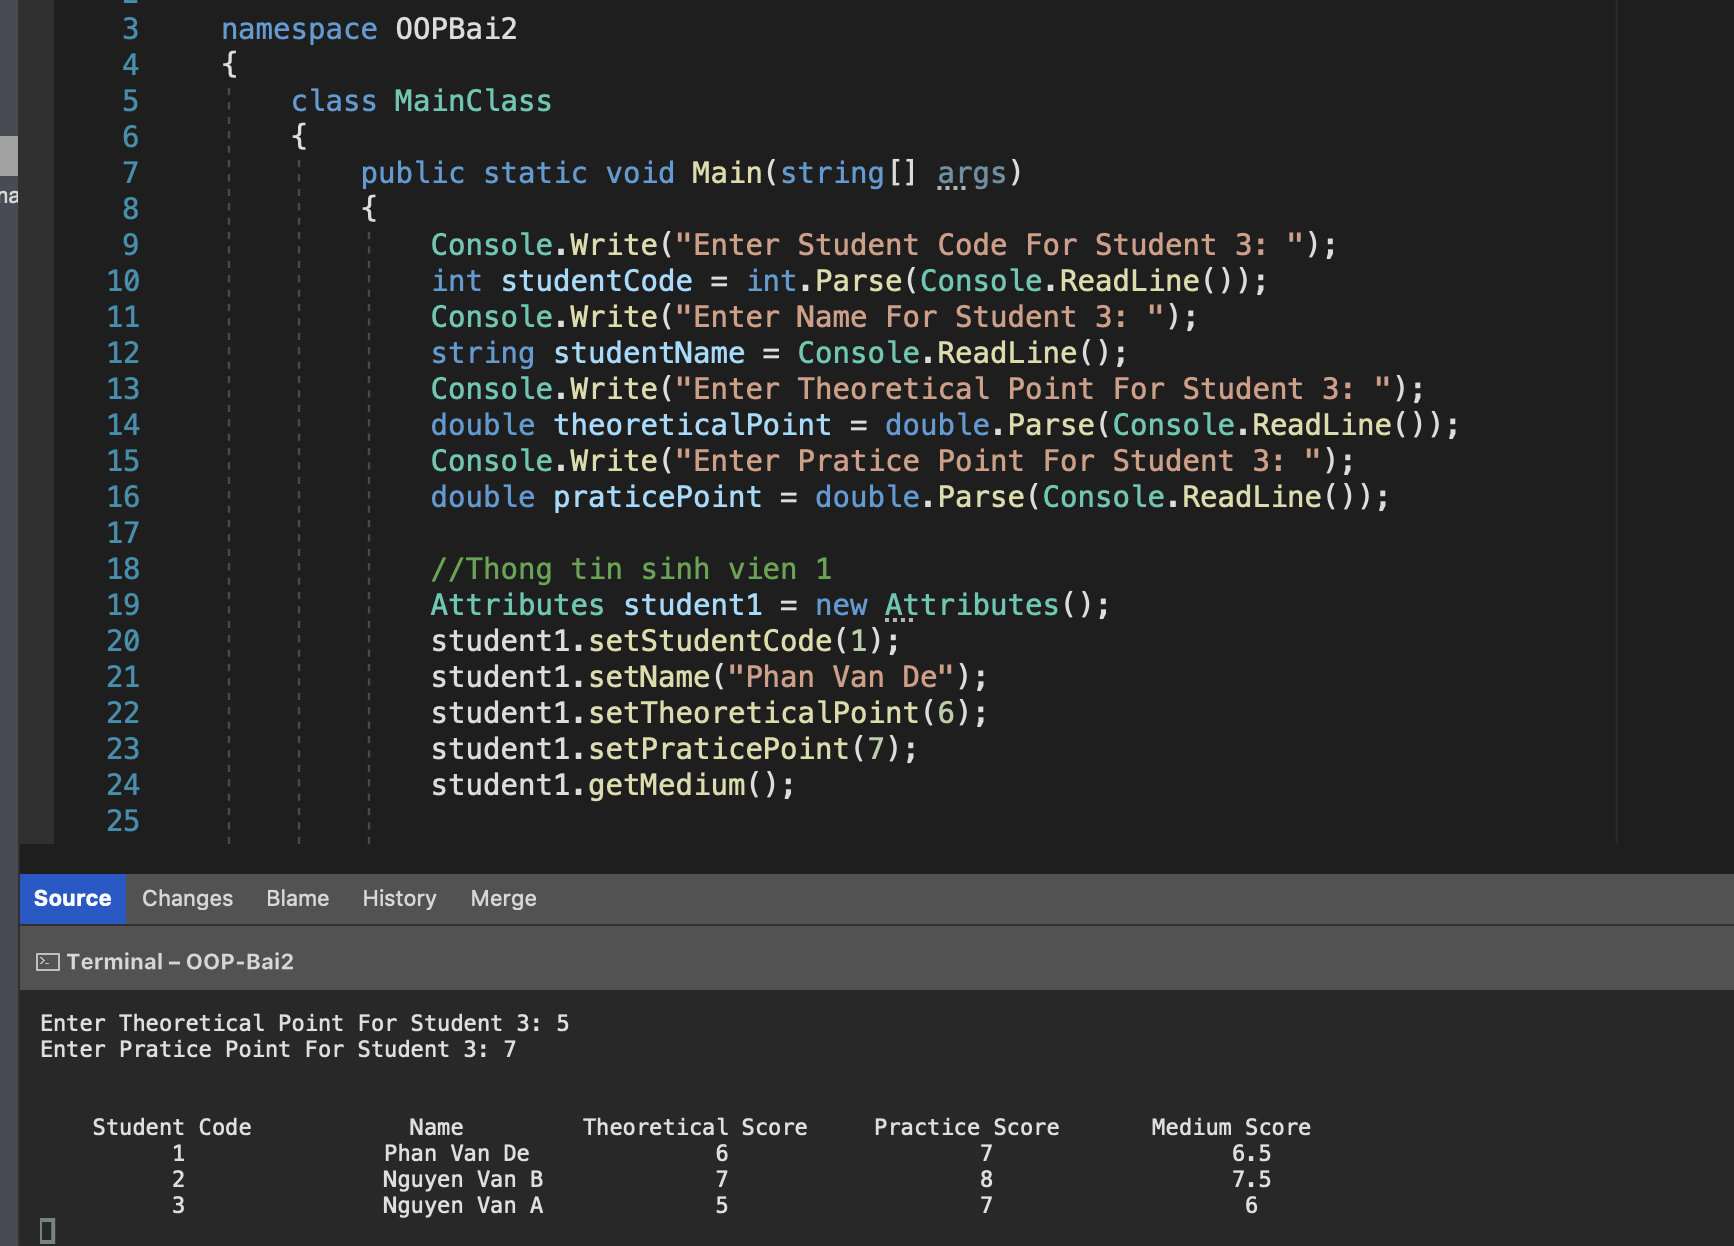 3 namespace OOPBai2
4 {
5 class MainClass
6 {
7 public static void Main(string[] args)
8 {
9 Console.Write("Enter Student Code For Student 3: ");
10 int studentCode = int.Parse(Console.ReadLine());
11 Console.Write("Enter Name For Student 3: ");
12 string studentName = Console.ReadLine();
13 Console.Write("Enter Theoretical Point For Student 3: ");
14 double theoreticalPoint = double.Parse(Console.ReadLine());
15 Console.Write("Enter Pratice Point For Student 3: ");
16 double praticePoint = double.Parse(Console.ReadLine());
17
18 //Thong tin sinh vien 1
19 Attributes student1 = new Attributes();
20 student1.setStudentCode(1);
21 student1.setName("Phan Van De");
22 student1.setTheoreticalPoint(6);
23 student1.setPraticePoint(7);
24 student1.getMedium();
25
Source Changes Blame History Merge
Terminal – OOP-Bai2
Enter Theoretical Point For Student 3: 5
Enter Pratice Point For Student 3: 7
Student Code Name Theoretical Score Practice Score Medium Score
1 Phan Van De 6 7 6.5
2 Nguyen Van B 7 8 7.5
3 Nguyen Van A 5 7 6